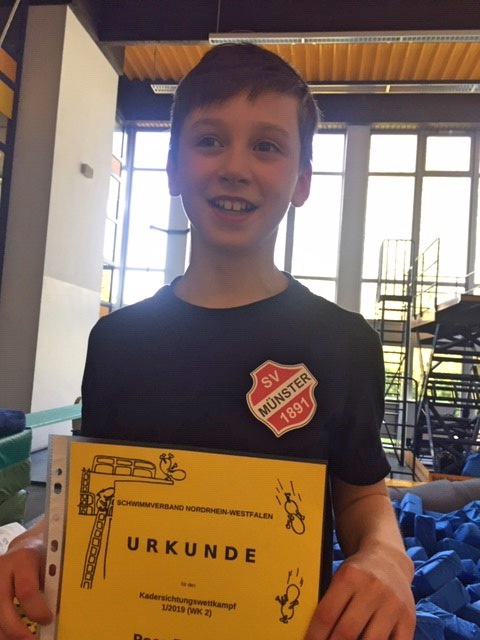 SV
MÜNSTER
1891
SCHWIMMVERBAND NORDRHEIN-WESTFALEN
URKUNDE
für den
Kadersichtungswettkampf
1/2019 (WK 2)